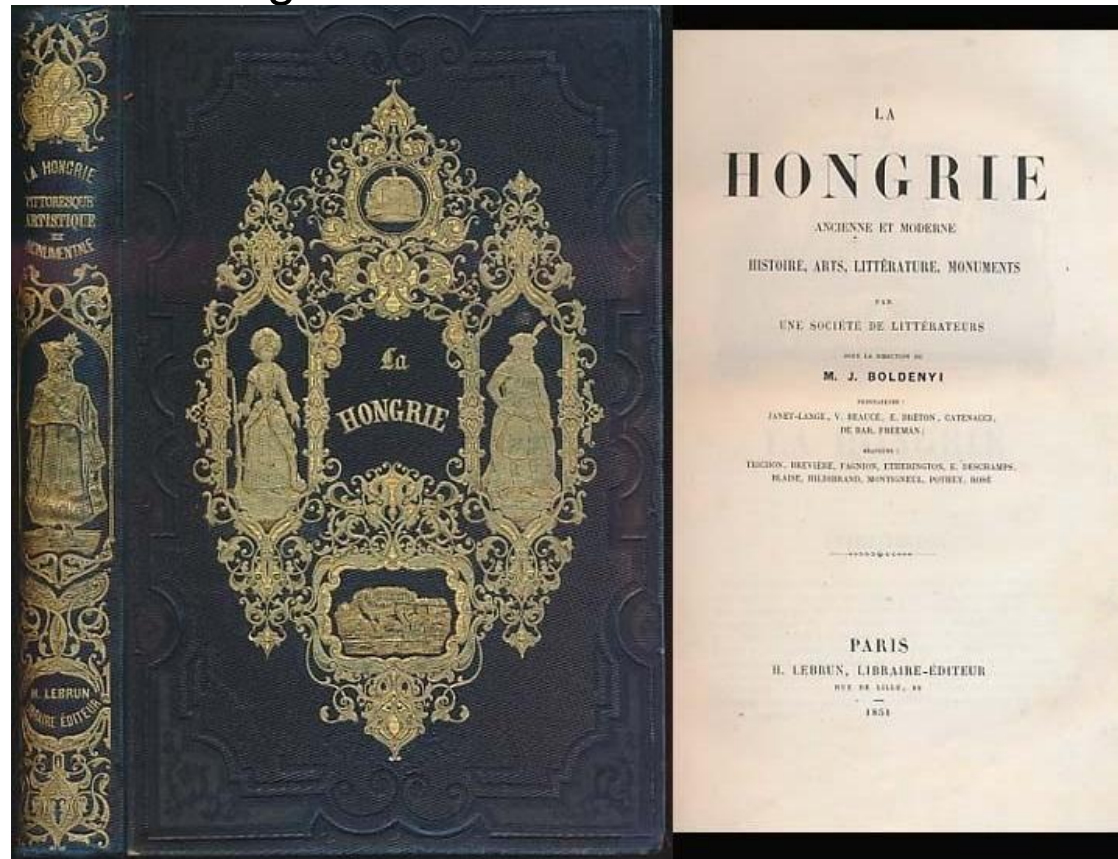 LA HONGRIE
PITTORESQUE
ARTISTIQUE
ET
MONUMENTALE
H. LEBRUN
LIBRAIRE ÉDITEUR
La
HONGRIE
LA
HONGRIE
ANCIENNE ET MODERNE
HISTOIRE, ARTS, LITTÉRATURE, MONUMENTS
PAR
UNE SOCIÉTÉ DE LITTÉRATEURS
SOUS LA DIRECTION DE
M. J. BOLDENYI
JANET-LANGE, V. BEAUCÉ, E. BRETON, CATENACCI,
DE BAR, FREEMAN;
GRAVEURS :
TRICHON, BREVIÈRE, FAGNION, ETHERINGTON, E. DESCHAMPS,
BLAISE, HILDIBRAND, MONTIGNEUL, POTHEY, ROSE
PARIS
H. LEBRUN, LIBRAIRE-ÉDITEUR
RUE DE LILLE,
1851